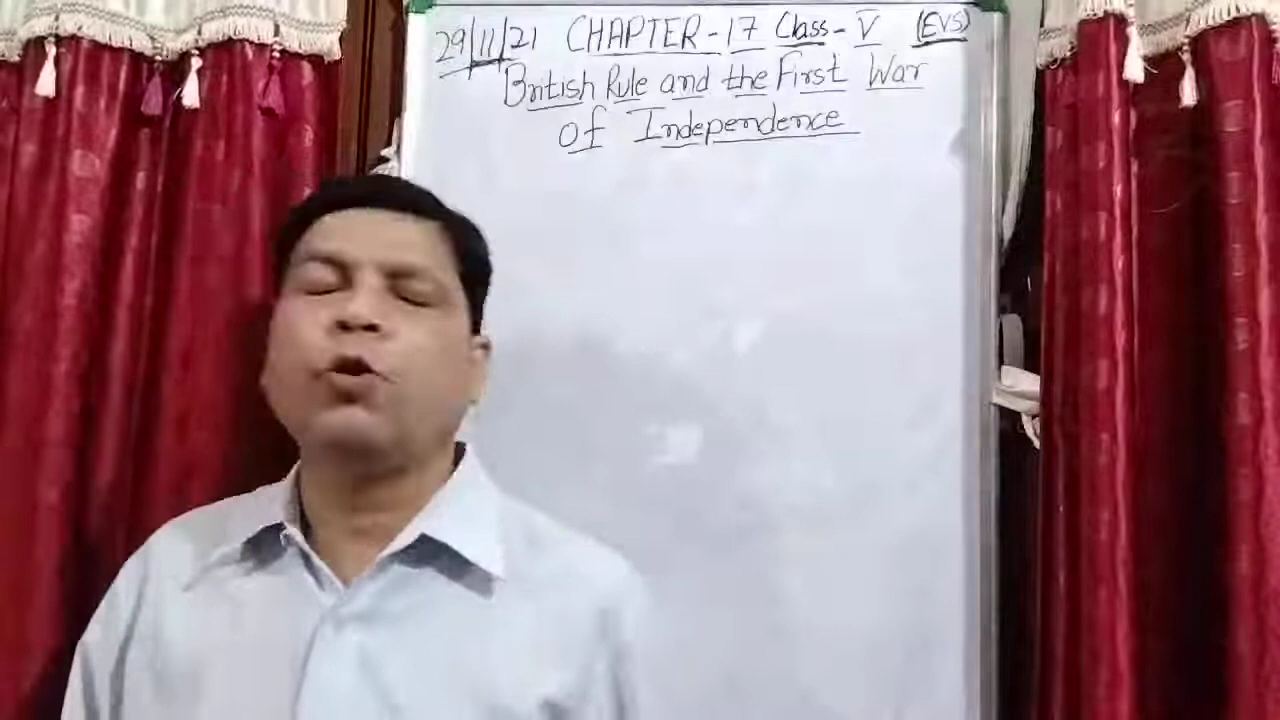 29/11/21 CHAPTER-17 Class-V (EVS)
British Rule and the First War
of Independence